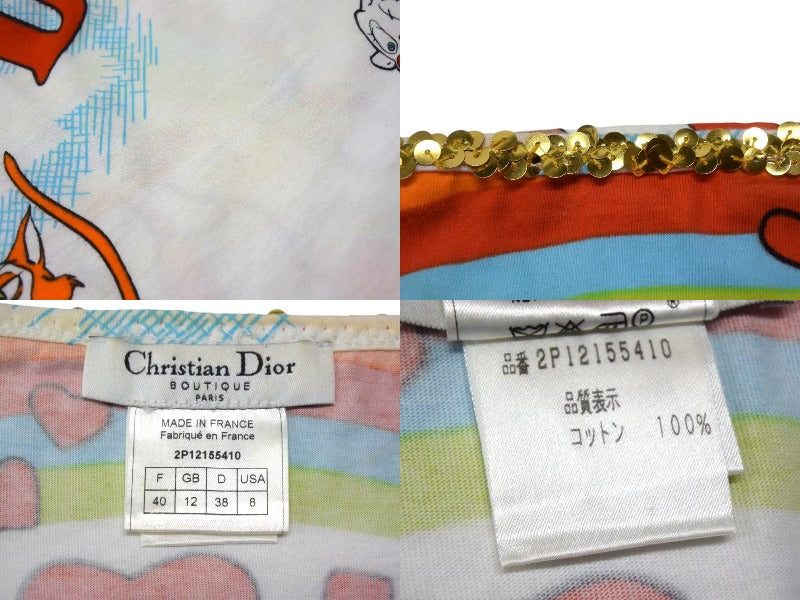 Christian Dior
BOUTIQUE
PARIS
MADE IN FRANCE
Fabriqué en France
2P12155410
F GB D USA
40 12 38 8
品番 2P12155410
品質表示
コットン 100%